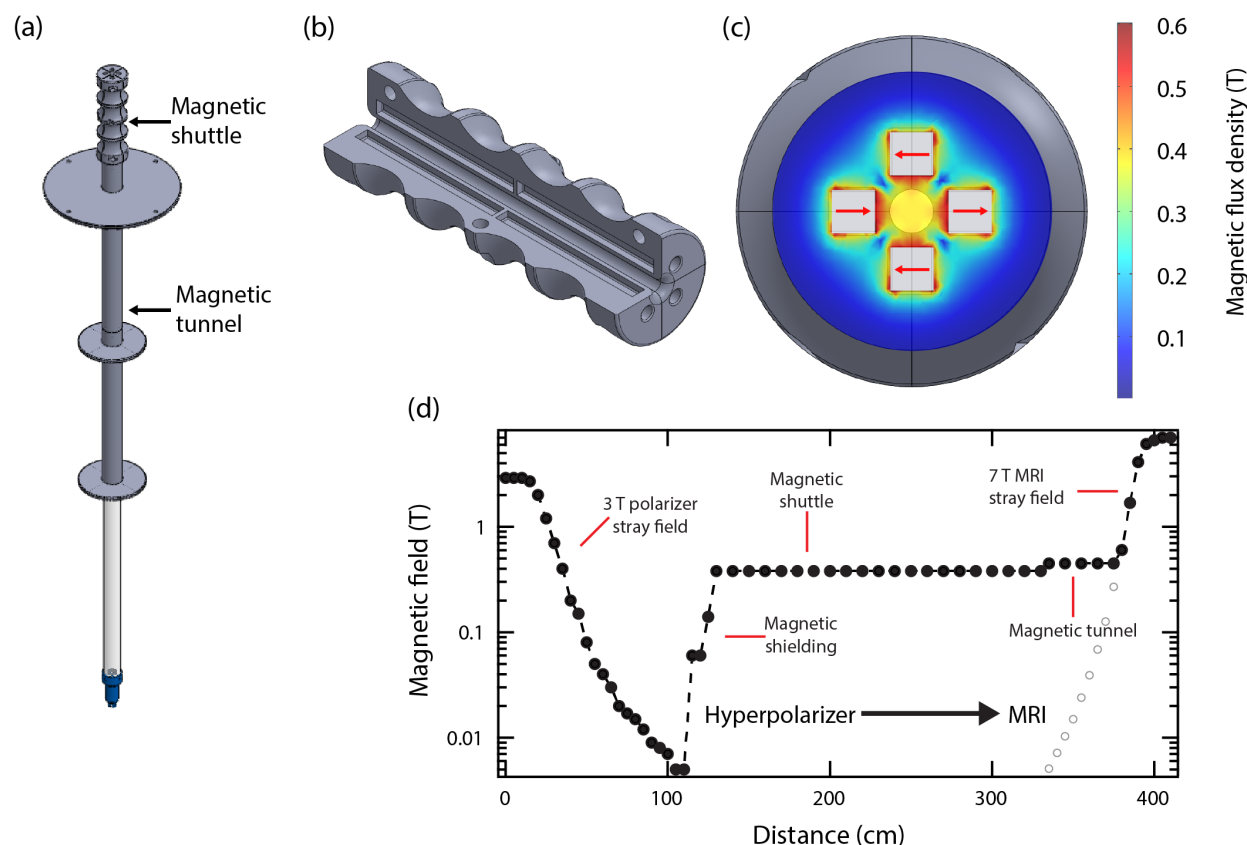 (a)
Magnetic
shuttle
Magnetic
tunnel
(b)
(c)
0.6
0.5
0.4
0.3
0.2
0.1
Magnetic flux density (T)
(d)
Magnetic field (T)
1
0.1
0.01
3 T polarizer
stray field
Magnetic
shuttle
7 T MRI
stray field
Magnetic
shielding
Magnetic tunnel
Hyperpolarizer
MRI
0
100
200
300
400
Distance (cm)